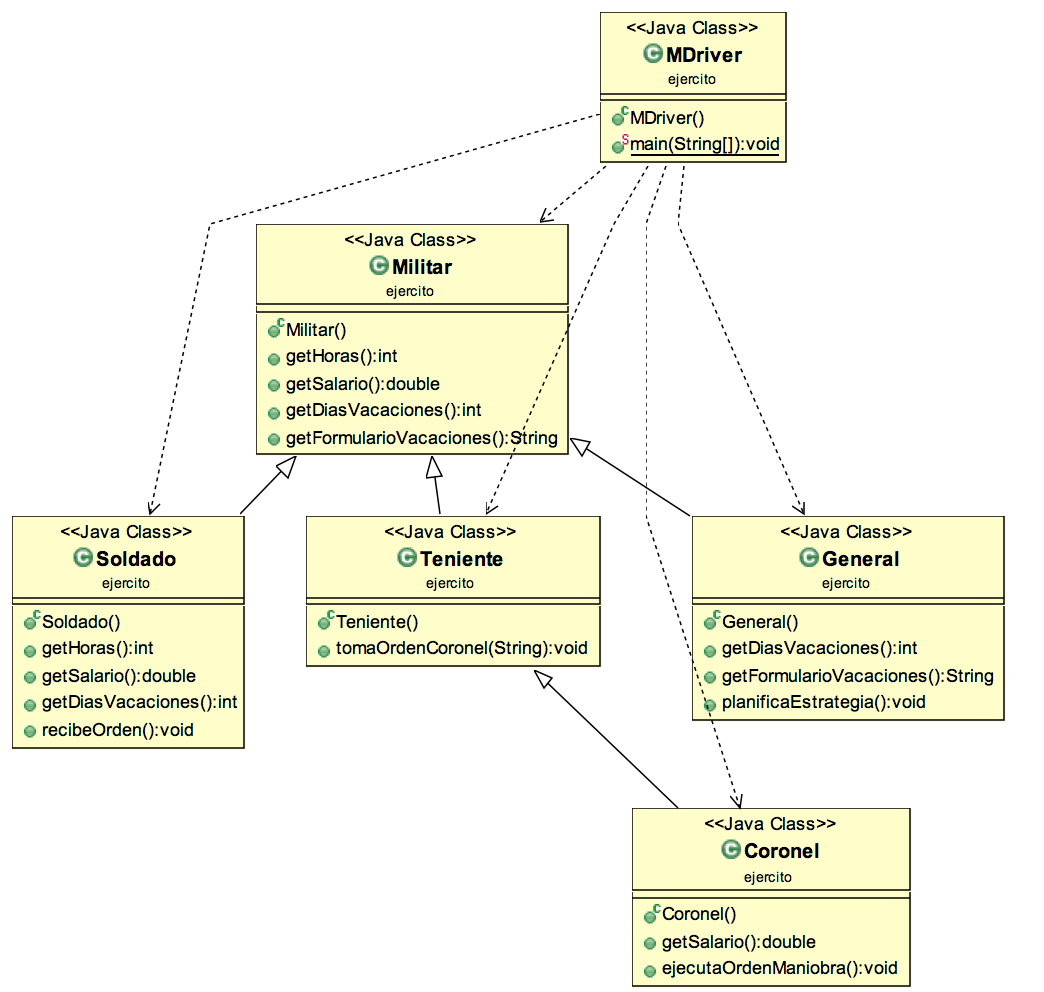 <<Java Class>>
MDriver
ejercito
MDriver()
main(String[]):void
<<Java Class>>
Militar
ejercito
Militar()
getHoras():int
getSalario():double
getDiasVacaciones():int
getFormularioVacaciones():String
<<Java Class>>
Soldado
ejercito
Soldado()
getHoras():int
getSalario():double
getDiasVacaciones():int
recibeOrden():void
<<Java Class>>
Teniente
ejercito
Teniente()
tomaOrdenCoronel(String):void
<<Java Class>>
General
ejercito
General()
getDiasVacaciones():int
getFormularioVacaciones():String
planificaEstrategia():void
<<Java Class>>
Coronel
ejercito
Coronel()
getSalario():double
ejecutaOrdenManiobra():void